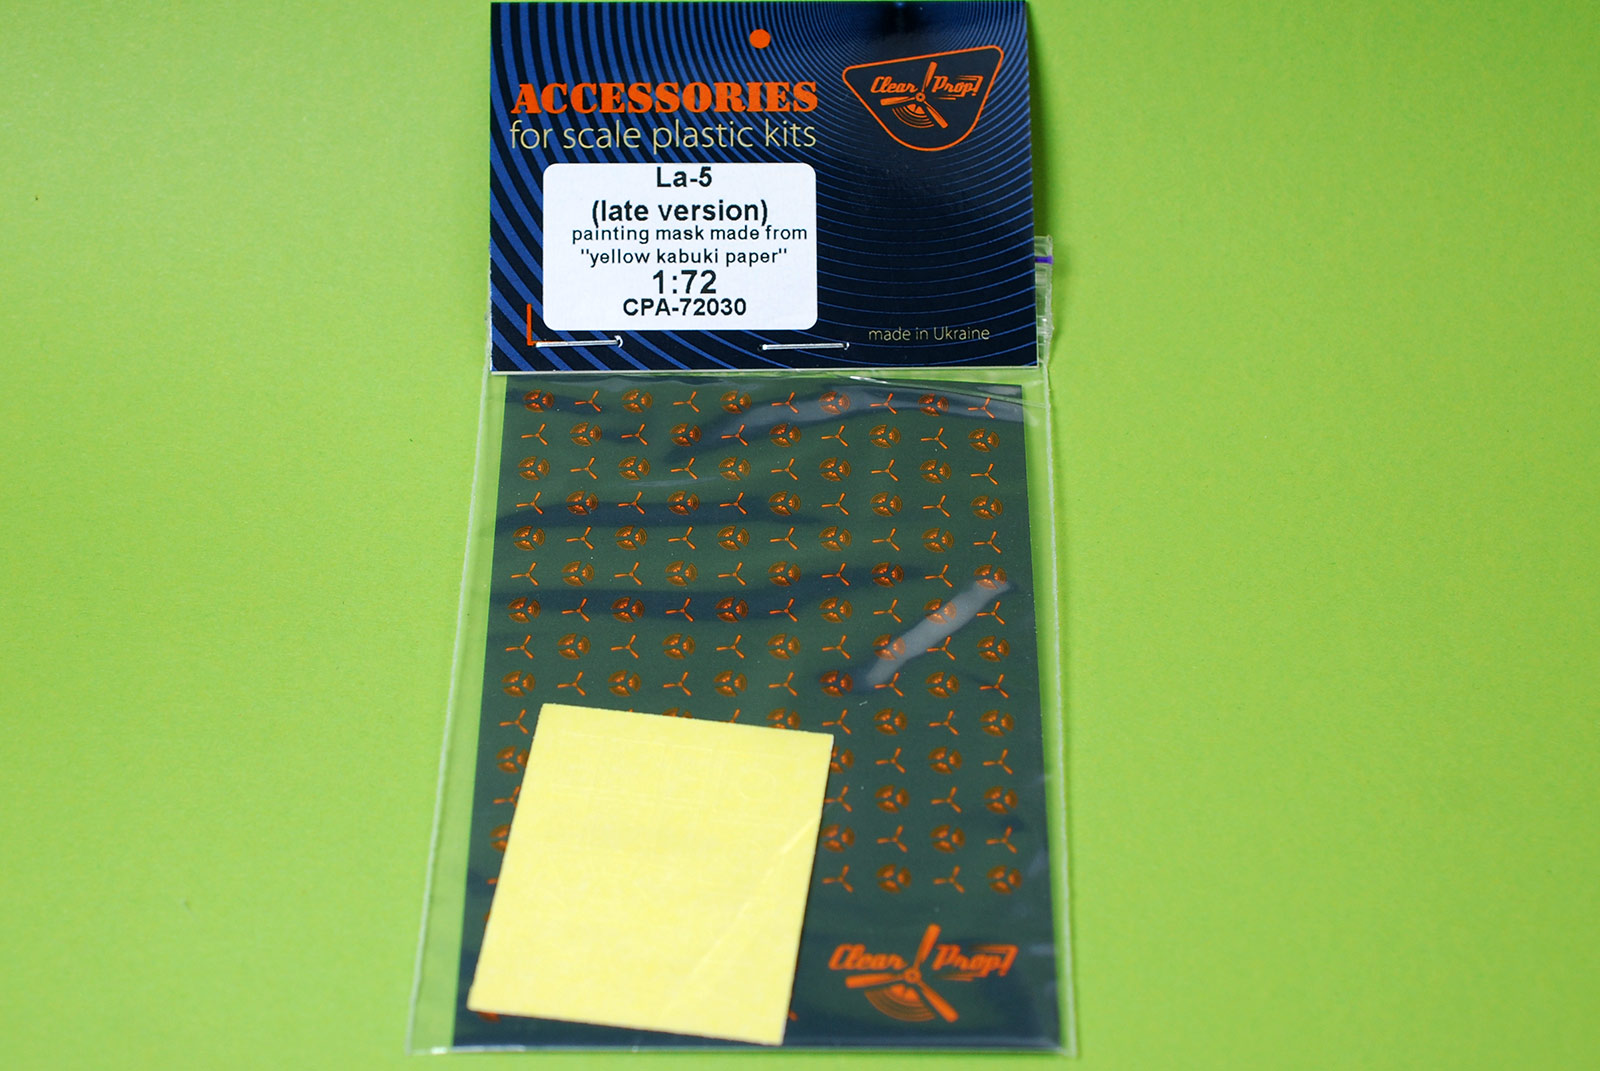 ACCESSORIES
for scale plastic kits
Clear Prop!
La-5
(late version)
painting mask made from
"yellow kabuki paper"
1:72
CPA-72030
made in Ukraine
Clear Prop!